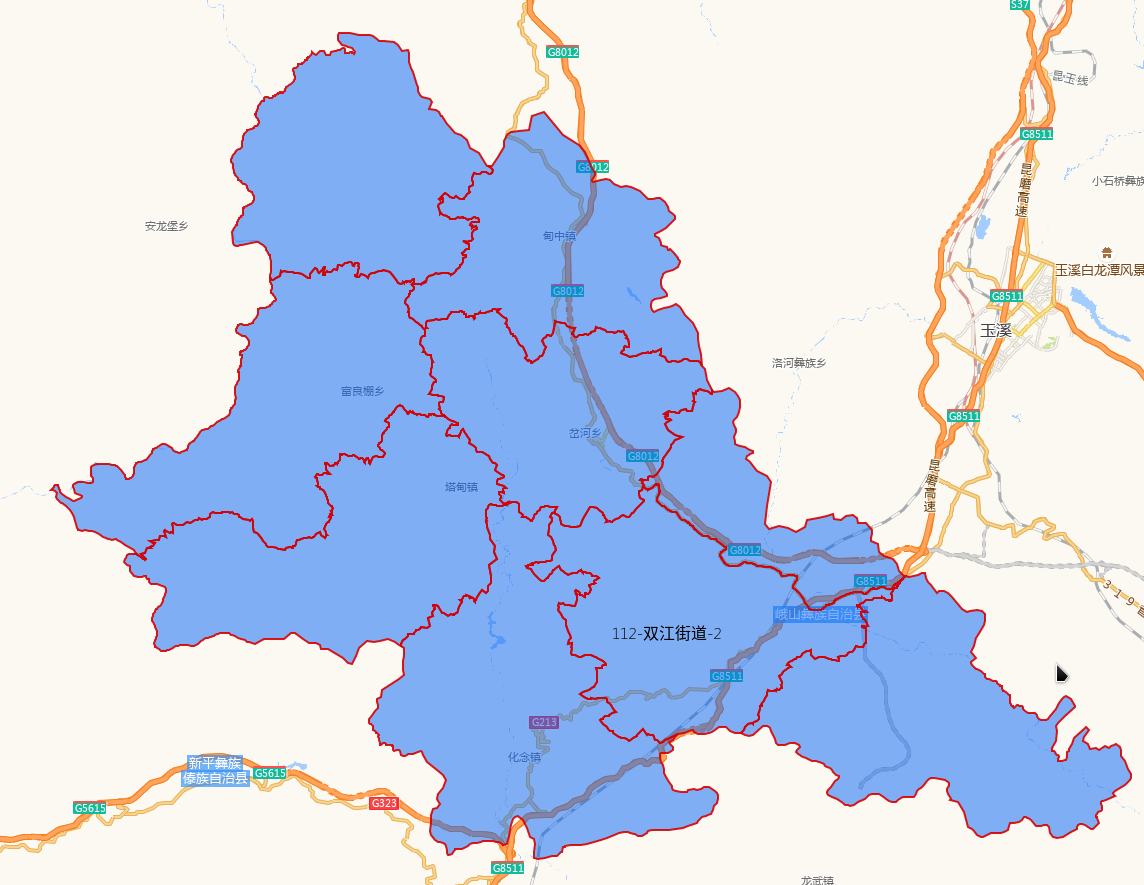 S37
G8012
昆玉线
G8511
G8012
昆磨高速
小石桥彝族
安龙堡乡
甸中镇
玉溪白龙潭风景
G8012
G8511
玉溪
洛河彝族乡
富良棚乡
G8511
岔河乡
G8012
昆磨高速
塔甸镇
G8012
G8511
319
峨山彝族自治县
112-双江街道-2
G8511
G213
化念镇
新平彝族
傣族自治县
G5615
G5615
G323
G8511
龙武镇